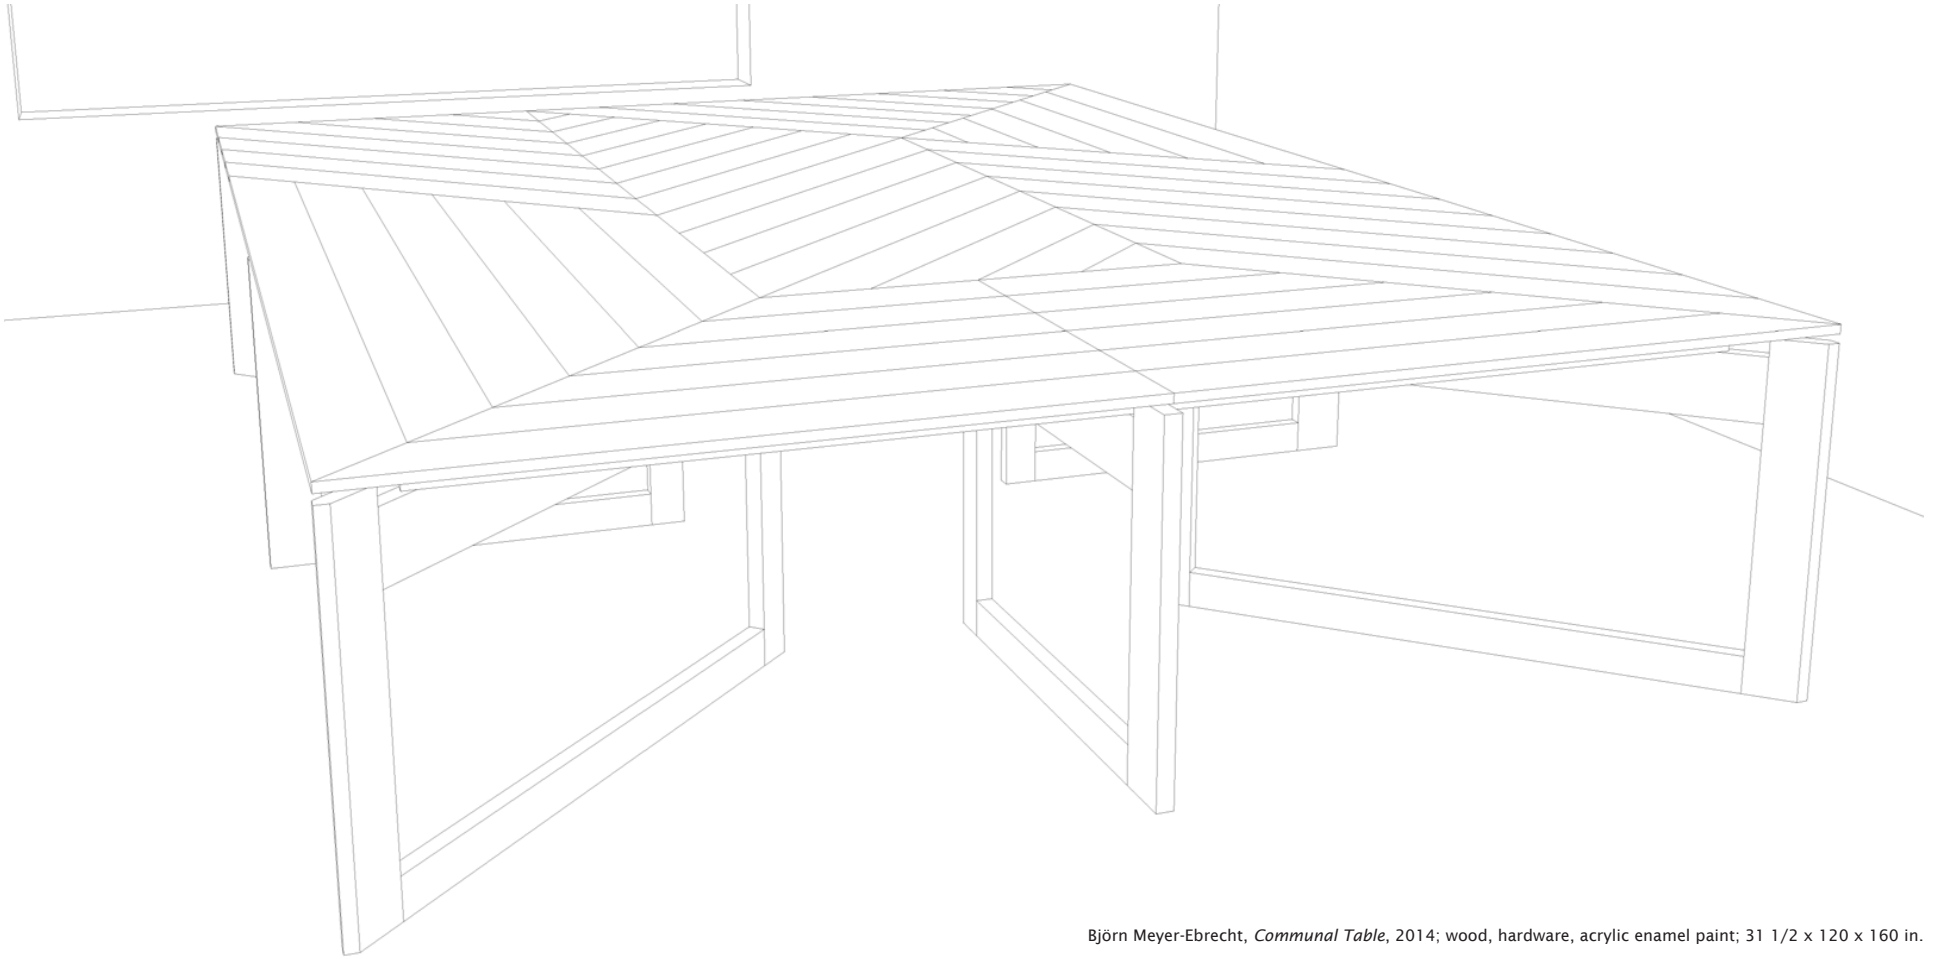 Björn Meyer-Ebrecht, Communal Table, 2014; wood, hardware, acrylic enamel paint; 31 1/2 x 120 x 160 in.